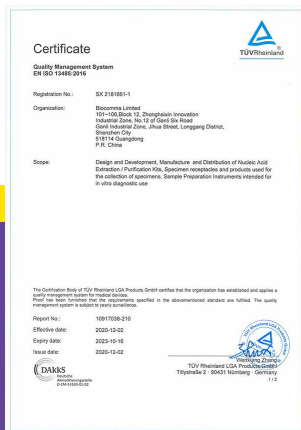 Certificate
TÜVRheinland
Quality Management System
EN ISO 13485:2016
Registration No.: SX 2181661-1
Organization: Biocomma Limited
101~106,Block 12, Zhonghaixin Innovation
Industrial Zone, No.12 of Ganli Six Road
Ganli Industrial Zone, Jihua Street, Longgang District,
Shenzhen City
518114 Guangdong
P.R. China
Scope: Design and Development, Manufacture and Distribution of Nucleic Acid
Extraction / Purification Kits, Specimen receptacles and products used for
the collection of specimens, Sample Preparation Instruments intended for
in vitro diagnostic use
The Certification Body of TÜV Rheinland LGA Products GmbH certifies that the organization has established and applies a
quality management system for medical devices.
Proof has been furnished that the requirements specified in the abovementioned standard are fulfilled. The quality
management system is subject to yearly surveillance.
Report No.: 10917038-210
Effective date: 2020-12-02
Expiry date: 2023-10-16
Issue date: 2020-12-02
DAkkS
Deutsche
Akkreditierungsstelle
Wenxiang Zhang
TÜV Rheinland LGA Products GmbH
Tillystraße 2 · 90431 Nürnberg · Germany
1 / 2